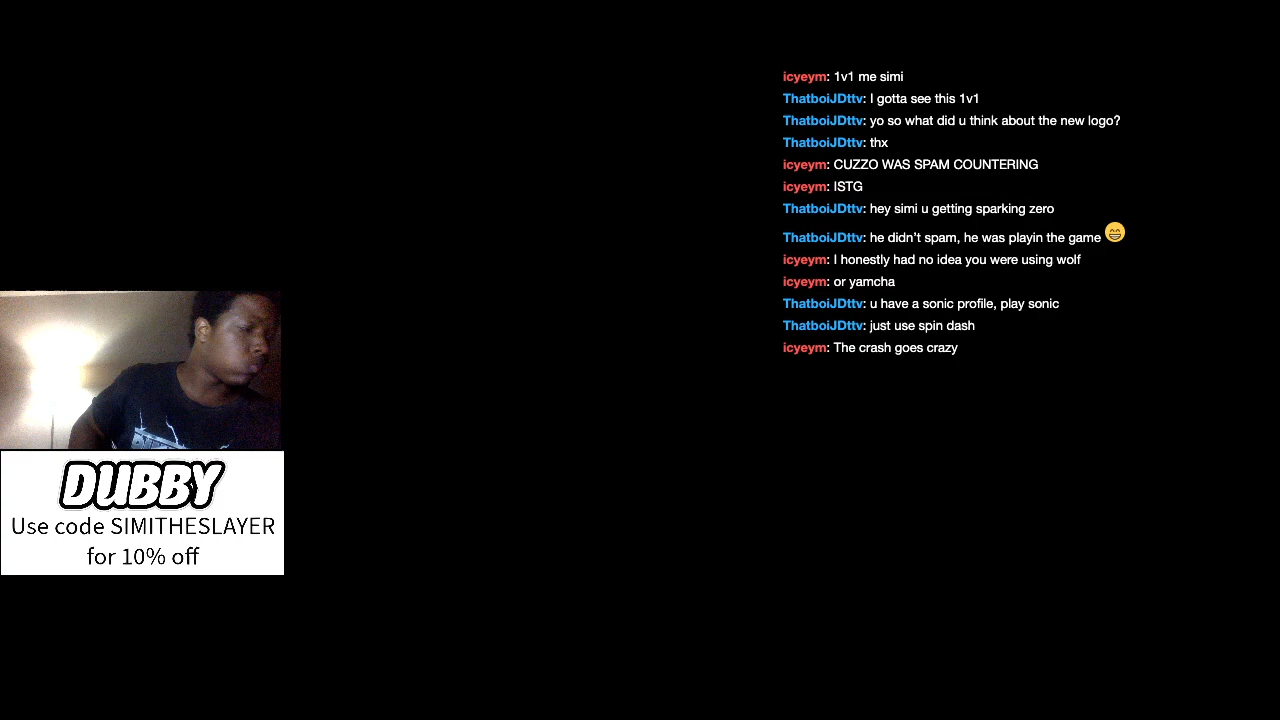 icyeym: 1v1 me simi
ThatboiJDttv: I gotta see this 1v1
ThatboiJDttv: yo so what did u think about the new logo?
ThatboiJDttv: thx
icyeym: CUZZO WAS SPAM COUNTERING
icyeym: ISTG
ThatboiJDttv: hey simi u getting sparking zero
ThatboiJDttv: he didn't spam, he was playin the game 😄
icyeym: I honestly had no idea you were using wolf
icyeym: or yamcha
ThatboiJDttv: u have a sonic profile, play sonic
ThatboiJDttv: just use spin dash
icyeym: The crash goes crazy
DUBBY
Use code SIMITHESLAYER
for 10% off